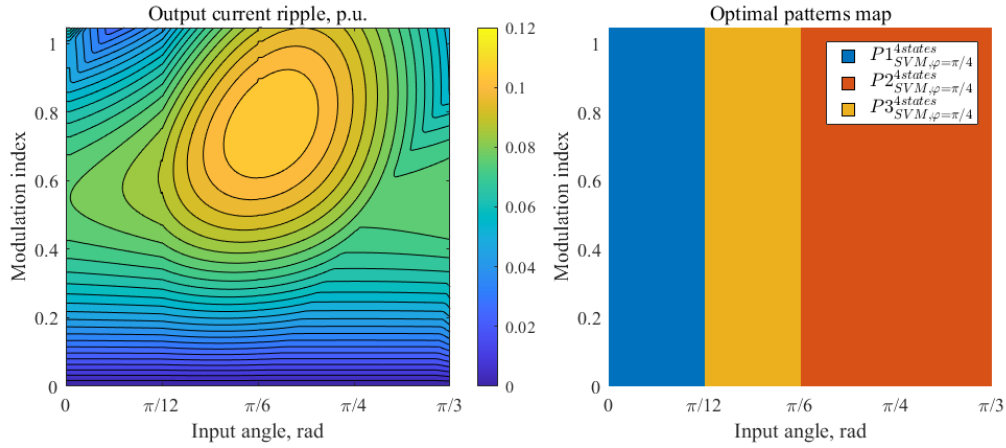 Output current ripple, p.u.
Modulation index
1
0.8
0.6
0.4
0.2
0
0 π/12 π/6 π/4 π/3
Input angle, rad
0.12
0.1
0.08
0.06
0.04
0.02
0
Optimal patterns map
Modulation index
1
0.8
0.6
0.4
0.2
0
P1^{4states}_{SVM,φ=π/4}
P2^{4states}_{SVM,φ=π/4}
P3^{4states}_{SVM,φ=π/4}
0 π/12 π/6 π/4 π/3
Input angle, rad